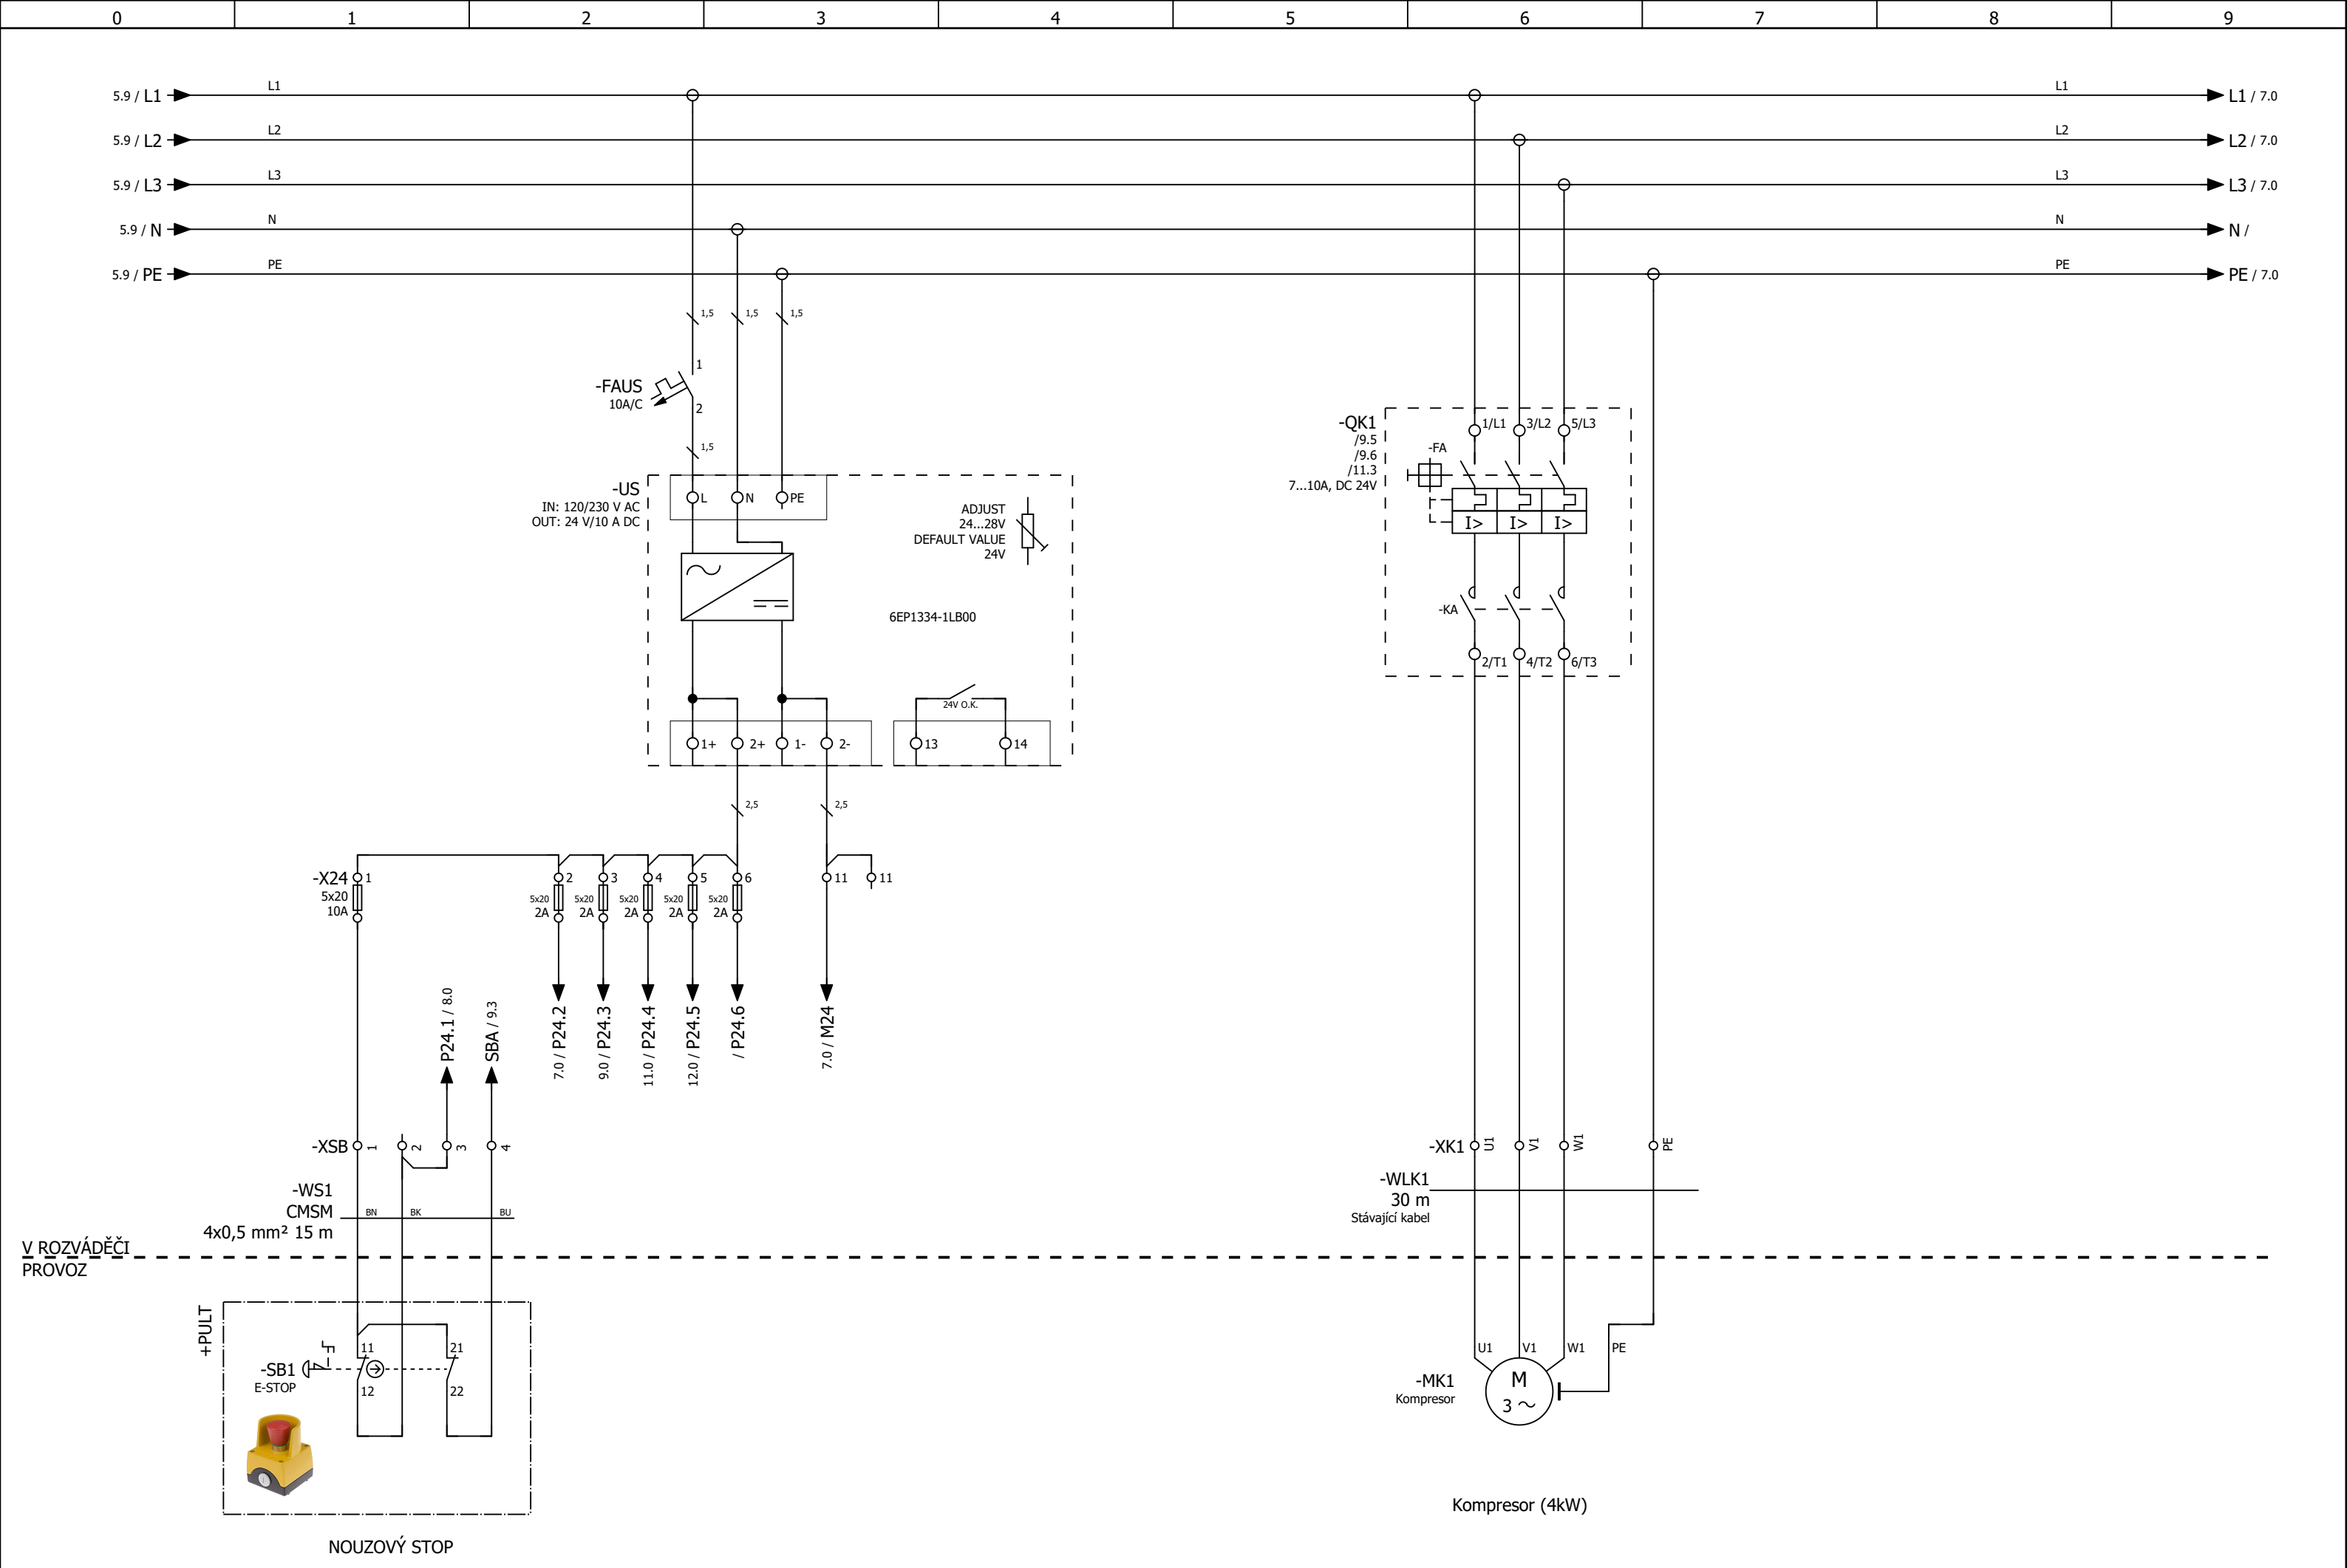 0 1 2 3 4 5 6 7 8 9
5.9 / L1 L1 L1 L1 / 7.0
5.9 / L2 L2 L2 L2 / 7.0
5.9 / L3 L3 L3 L3 / 7.0
5.9 / N N N N /
5.9 / PE PE PE PE / 7.0
1,5 1,5 1,5
1
-FAUS
10A/C
2
1,5
-US
IN: 120/230 V AC
OUT: 24 V/10 A DC
L N PE
ADJUST
24...28V
DEFAULT VALUE
24V
6EP1334-1LB00
24V O.K.
1+ 2+ 1- 2- 13 14
2,5 2,5
-QK1
/9.5
/9.6
/11.3
7...10A, DC 24V
1/L1 3/L2 5/L3
-FA
I> I> I>
-KA
2/T1 4/T2 6/T3
-X24
5x20
10A
1 2 3 4 5 6 11 11
5x20 5x20 5x20 5x20 5x20
2A 2A 2A 2A 2A
P24.1 / 8.0
SBA / 9.3
7.0 / P24.2
9.0 / P24.3
11.0 / P24.4
12.0 / P24.5
/ P24.6
7.0 / M24
-XSB 1 2 3 4
-WS1
CMSM
4x0,5 mm² 15 m
BN BK BU
-XK1 U1 V1 W1 PE
-WLK1
30 m
Stávající kabel
V ROZVÁDĚČI
PROVOZ
+PULT
-SB1
E-STOP
11 21
12 22
NOUZOVÝ STOP
U1 V1 W1 PE
-MK1
Kompresor
M
3 ~
Kompresor (4kW)